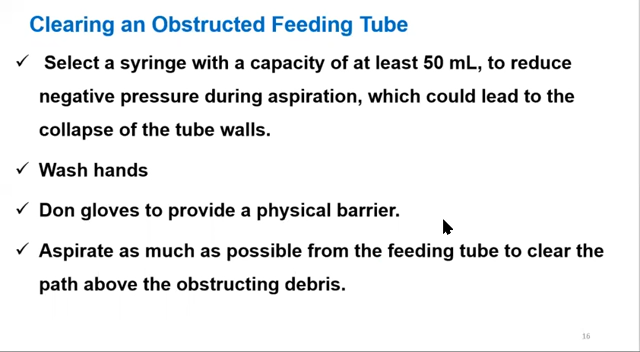 Clearing an Obstructed Feeding Tube
✓ Select a syringe with a capacity of at least 50 mL, to reduce
negative pressure during aspiration, which could lead to the
collapse of the tube walls.
✓ Wash hands
✓ Don gloves to provide a physical barrier.
✓ Aspirate as much as possible from the feeding tube to clear the
path above the obstructing debris.
16